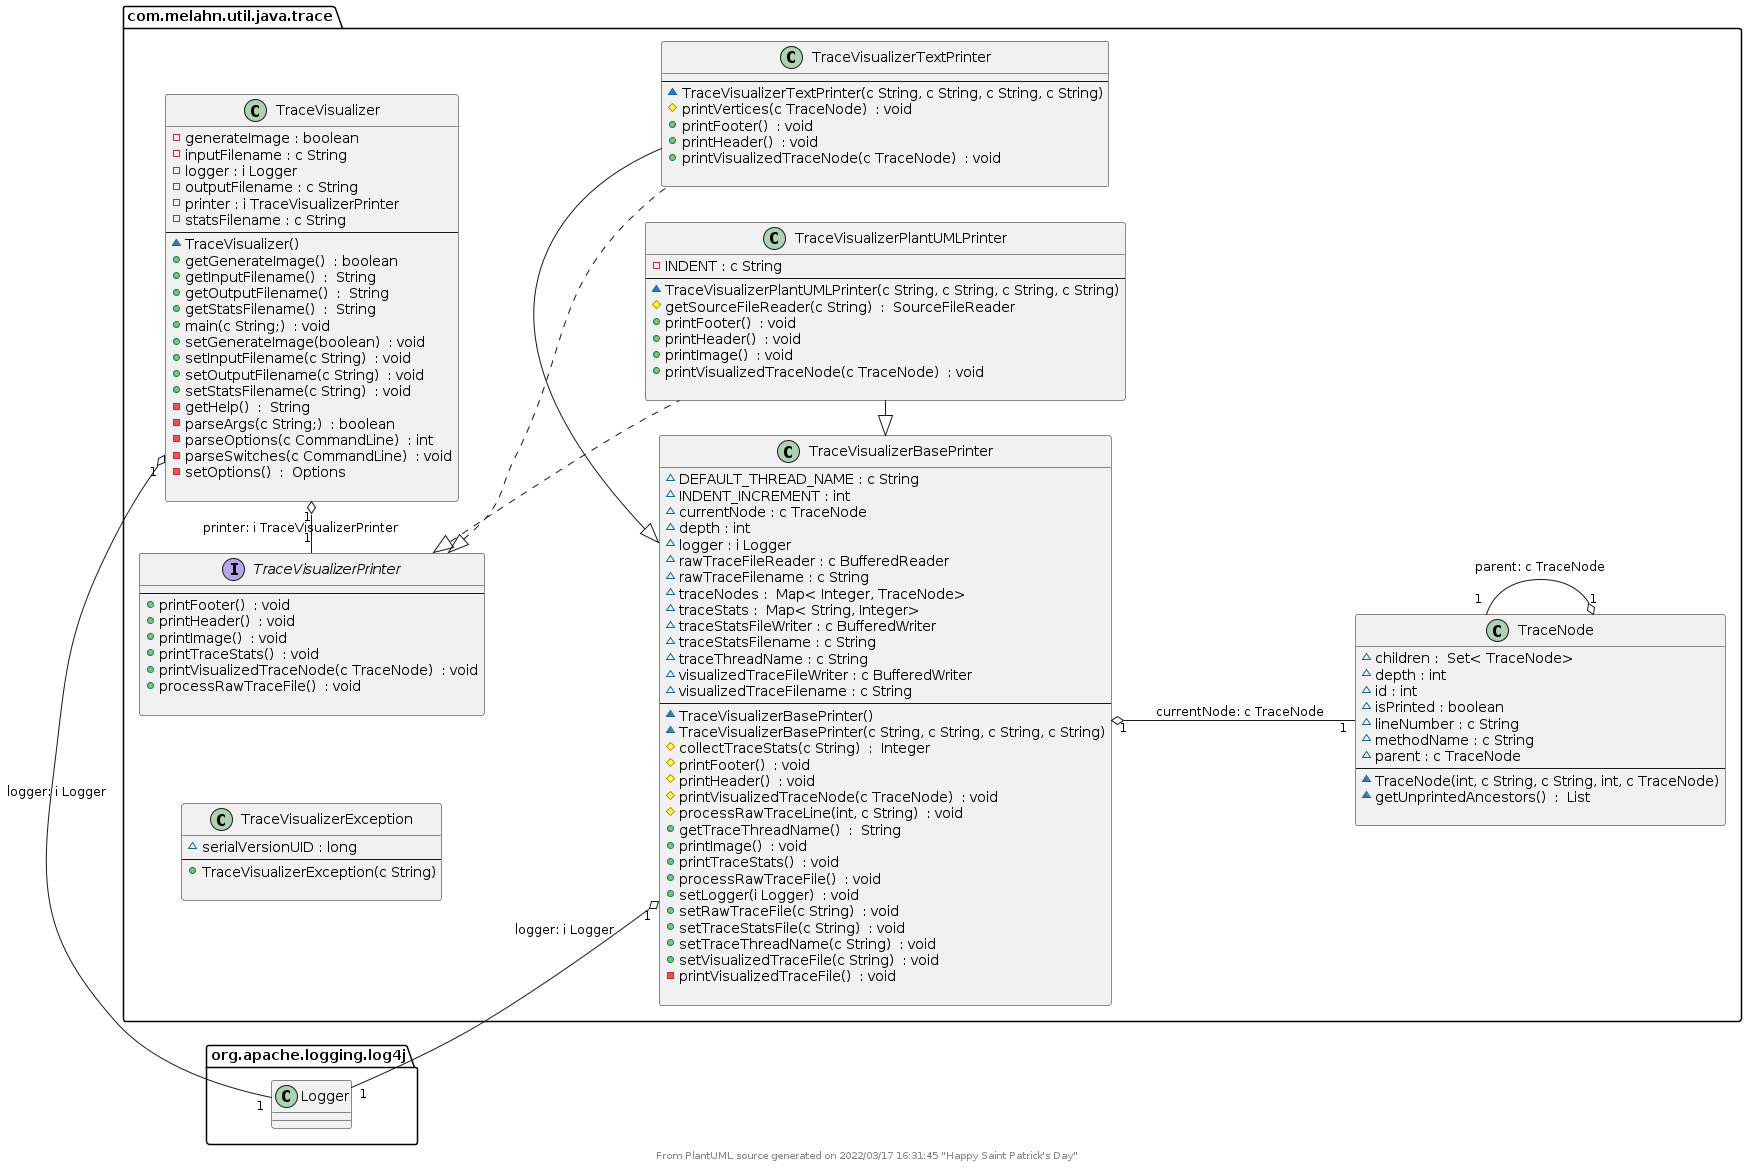 com.melahn.util.java.trace
TraceVisualizerTextPrinter
TraceVisualizerTextPrinter(c String, c String, c String, c String)
printVertices(c TraceNode)  : void
printFooter()  : void
printHeader()  : void
printVisualizedTraceNode(c TraceNode)  : void
TraceVisualizer
generateImage : boolean
inputFilename : c String
logger : i Logger
outputFilename : c String
printer : i TraceVisualizerPrinter
statsFilename : c String
TraceVisualizer()
getGenerateImage()  : boolean
getInputFilename()  :  String
getOutputFilename()  :  String
getStatsFilename()  :  String
main(c String;)  : void
setGenerateImage(boolean)  : void
setInputFilename(c String)  : void
setOutputFilename(c String)  : void
setStatsFilename(c String)  : void
getHelp()  :  String
parseArgs(c String;)  : boolean
parseOptions(c CommandLine)  : int
parseSwitches(c CommandLine)  : void
setOptions()  :  Options
TraceVisualizerPlantUMLPrinter
INDENT : c String
TraceVisualizerPlantUMLPrinter(c String, c String, c String, c String)
getSourceFileReader(c String)  :  SourceFileReader
printFooter()  : void
printHeader()  : void
printImage()  : void
printVisualizedTraceNode(c TraceNode)  : void
1
1
printer: i TraceVisualizerPrinter
1
TraceVisualizerPrinter
printFooter()  : void
printHeader()  : void
printImage()  : void
printTraceStats()  : void
printVisualizedTraceNode(c TraceNode)  : void
processRawTraceFile()  : void
TraceVisualizerBasePrinter
DEFAULT_THREAD_NAME : c String
INDENT_INCREMENT : int
currentNode : c TraceNode
depth : int
logger : i Logger
rawTraceFileReader : c BufferedReader
rawTraceFilename : c String
traceNodes :  Map< Integer, TraceNode>
traceStats :  Map< String, Integer>
traceStatsFileWriter : c BufferedWriter
traceStatsFilename : c String
traceThreadName : c String
visualizedTraceFileWriter : c BufferedWriter
visualizedTraceFilename : c String
TraceVisualizerBasePrinter()
TraceVisualizerBasePrinter(c String, c String, c String, c String)
collectTraceStats(c String)  :  Integer
printFooter()  : void
printHeader()  : void
printVisualizedTraceNode(c TraceNode)  : void
processRawTraceLine(int, c String)  : void
getTraceThreadName()  :  String
printImage()  : void
printTraceStats()  : void
processRawTraceFile()  : void
setLogger(i Logger)  : void
setRawTraceFile(c String)  : void
setTraceStatsFile(c String)  : void
setTraceThreadName(c String)  : void
setVisualizedTraceFile(c String)  : void
printVisualizedTraceFile()  : void
parent: c TraceNode
1
1
TraceNode
children :  Set< TraceNode>
depth : int
id : int
isPrinted : boolean
lineNumber : c String
methodName : c String
parent : c TraceNode
TraceNode(int, c String, c String, int, c TraceNode)
getUnprintedAncestors()  :  List
currentNode: c TraceNode
1
1
logger: i Logger
TraceVisualizerException
serialVersionUID : long
TraceVisualizerException(c String)
1
logger: i Logger
org.apache.logging.log4j
Logger
1
1
From PlantUML source generated on 2022/03/17 16:31:45 "Happy Saint Patrick's Day"